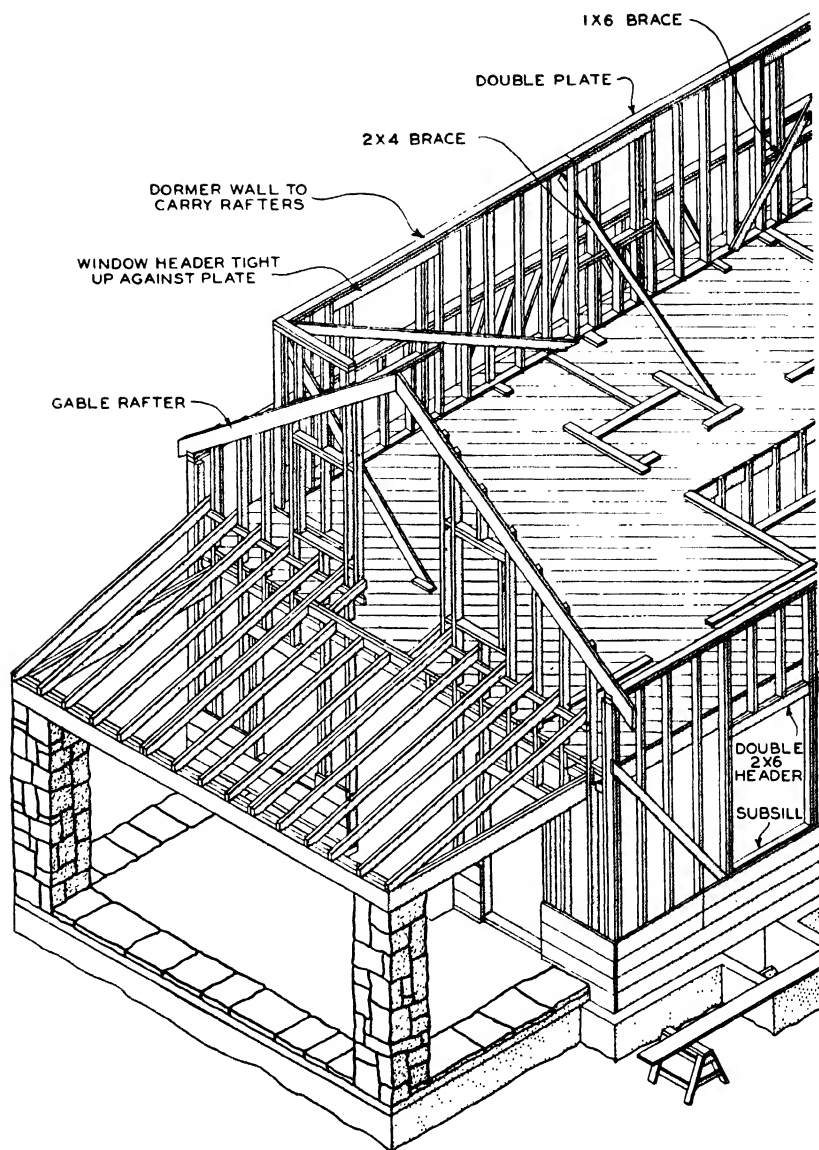 1X6 BRACE
DOUBLE PLATE
2X4 BRACE
DORMER WALL TO
CARRY RAFTERS
WINDOW HEADER TIGHT
UP AGAINST PLATE
GABLE RAFTER
DOUBLE
2X6
HEADER
SUBSILL